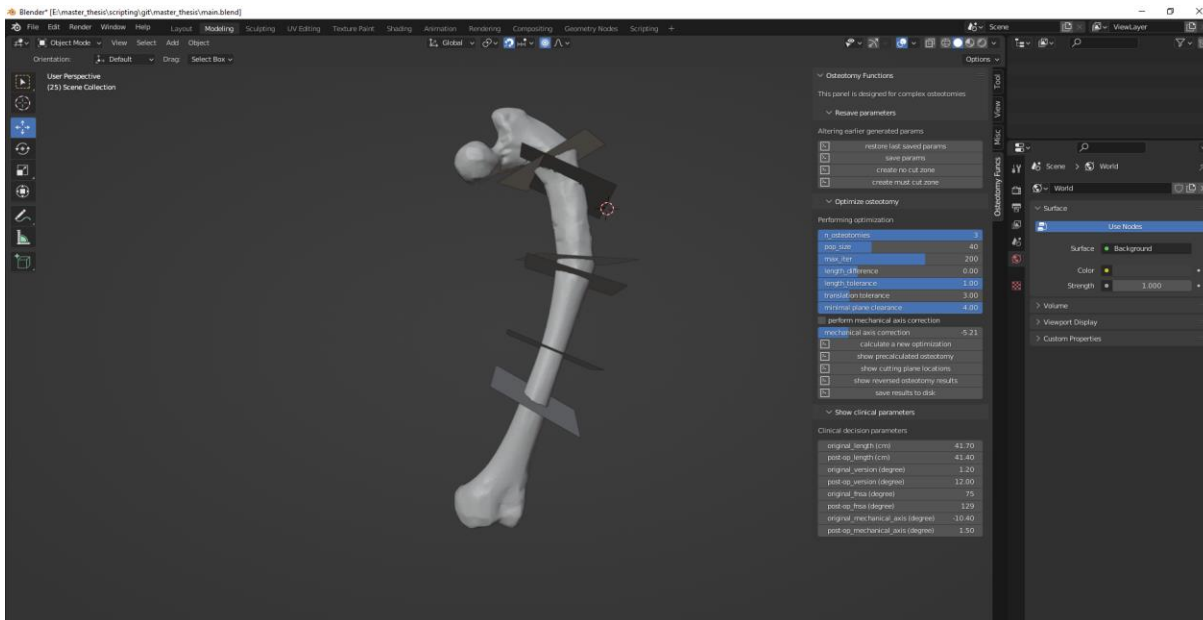 Blender* [E:\master_thesis\scripting\git\master_thesis\main.blend]
File Edit Render Window Help Layout Modeling Sculpting UV Editing Texture Paint Shading Animation Rendering Compositing Geometry Nodes Scripting + Scene ViewLayer
Object Mode View Select Add Object Global
Orientation: Default Drag: Select Box Options
User Perspective
(25) Scene Collection
Tool
View
Misc
Osteotomy Funcs
Osteotomy Functions
This panel is designed for complex osteotomies
Resave parameters
Altering earlier generated params
restore last saved params
save params
create no cut zone
create must cut zone
Optimize osteotomy
Performing optimization
n_osteotomies 3
pop_size 40
max_iter 200
length_difference 0.00
length_tolerance 1.00
translation tolerance 3.00
minimal plane clearance 4.00
perform mechanical axis correction
mechanical axis correction -5.21
calculate a new optimization
show precalculated osteotomy
show cutting plane locations
show reversed osteotomy results
save results to disk
Show clinical parameters
Clinical decision parameters
original_length (cm) 41.70
post-op_length (cm) 41.40
original_version (degree) 1.20
post-op_version (degree) 12.00
original_fnsa (degree) 75
post-op_fnsa (degree) 129
original_mechanical_axis (degree) -10.40
post-op_mechanical_axis (degree) 1.50
Scene > World
World
Surface
Use Nodes
Surface Background
Color
Strength 1.000
> Volume
> Viewport Display
> Custom Properties